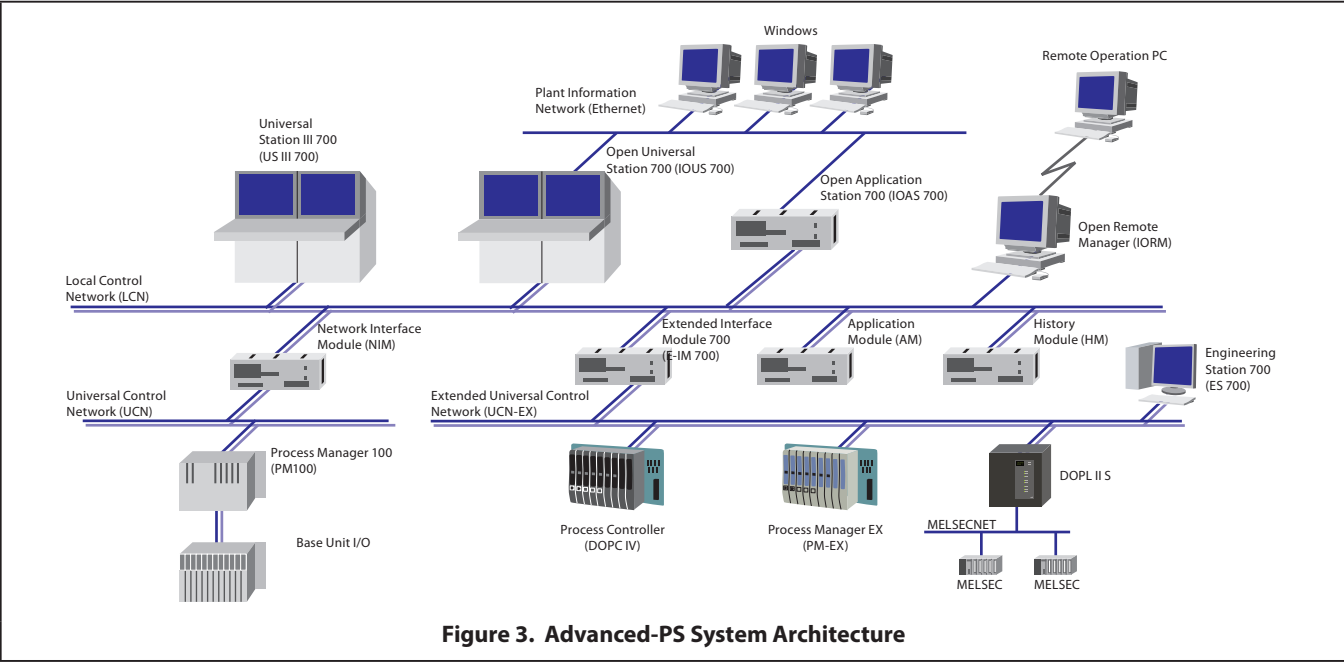 Windows
Remote Operation PC
Plant Information
Network (Ethernet)
Universal
Station III 700
(US III 700)
Open Universal
Station 700 (IOUS 700)
Open Application
Station 700 (IOAS 700)
Open Remote
Manager (IORM)
Local Control
Network (LCN)
Network Interface
Module (NIM)
Extended Interface
Module 700
(E-IM 700)
Application
Module (AM)
History
Module (HM)
Engineering
Station 700
(ES 700)
Universal Control
Network (UCN)
Extended Universal Control
Network (UCN-EX)
Process Manager 100
(PM100)
Base Unit I/O
Process Controller
(DOPC IV)
Process Manager EX
(PM-EX)
DOPL II S
MELSECNET
MELSEC
MELSEC
Figure 3. Advanced-PS System Architecture